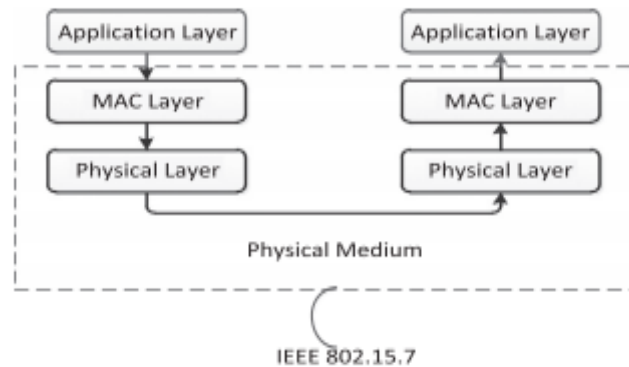 Application Layer
Application Layer
MAC Layer
MAC Layer
Physical Layer
Physical Layer
Physical Medium
IEEE 802.15.7